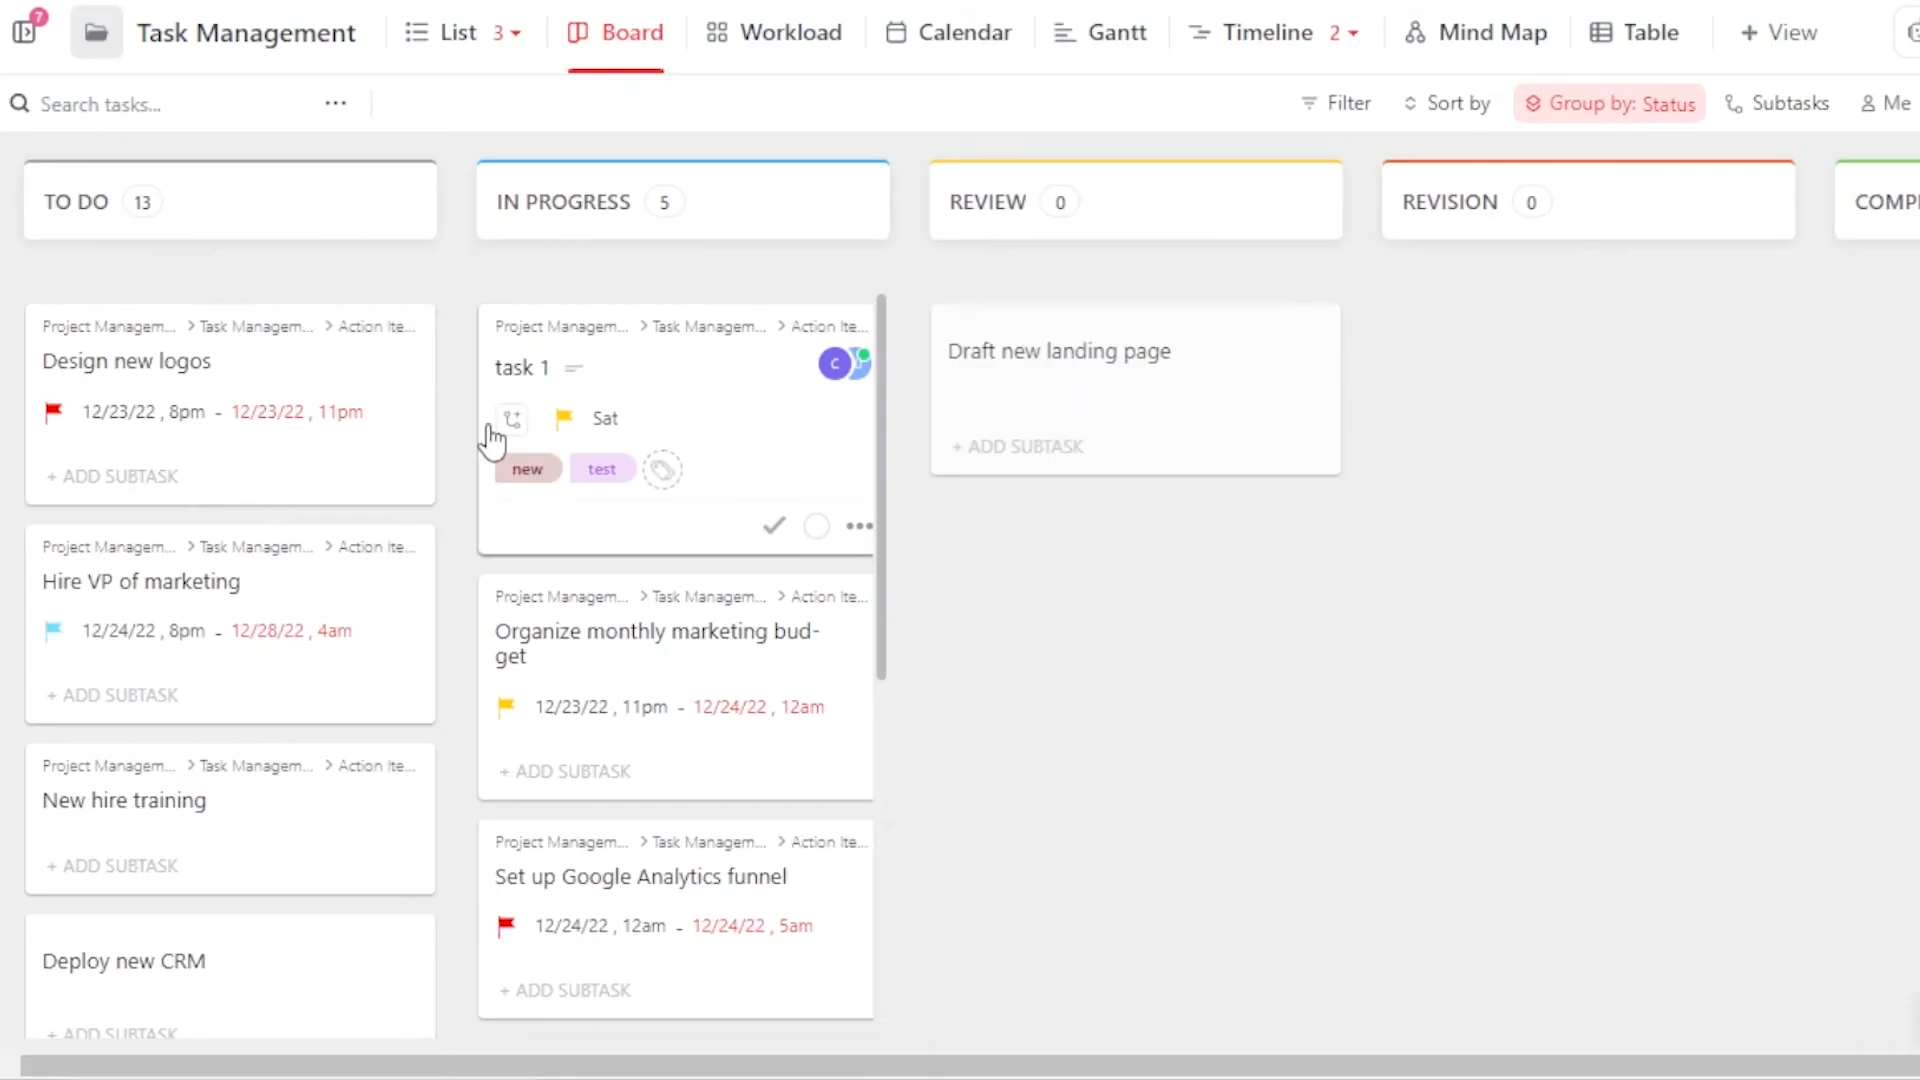 7
Task Management
List 3
Board
Workload
Calendar
Gantt
Timeline 2
Mind Map
Table
+ View
Search tasks...
Filter
Sort by
Group by: Status
Subtasks
Me
TO DO 13
IN PROGRESS 5
REVIEW 0
REVISION 0
COMP
Project Managem... > Task Managem... > Action Ite...
Design new logos
12/23/22 , 8pm - 12/23/22 , 11pm
+ ADD SUBTASK
Project Managem... > Task Managem... > Action Ite...
Hire VP of marketing
12/24/22 , 8pm - 12/28/22 , 4am
+ ADD SUBTASK
Project Managem... > Task Managem... > Action Ite...
New hire training
+ ADD SUBTASK
Deploy new CRM
+ ADD SUBTASK
Project Managem... > Task Managem... > Action Ite...
task 1
C
Sat
new
test
Project Managem... > Task Managem... > Action Ite...
Organize monthly marketing bud-
get
12/23/22 , 11pm - 12/24/22 , 12am
+ ADD SUBTASK
Project Managem... > Task Managem... > Action Ite...
Set up Google Analytics funnel
12/24/22 , 12am - 12/24/22 , 5am
+ ADD SUBTASK
Draft new landing page
+ ADD SUBTASK